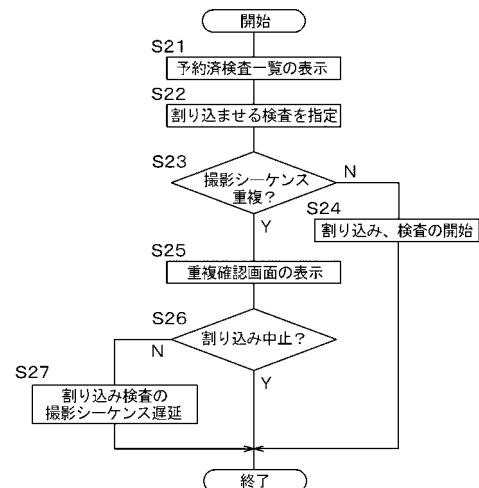 開始
S21
予約済検査一覧の表示
S22
割り込ませる検査を指定
S23
撮影シーケンス
重複？
N
Y
S24
割り込み、検査の開始
S25
重複確認画面の表示
S26
割り込み中止？
N
Y
S27
割り込み検査の
撮影シーケンス遅延
終了